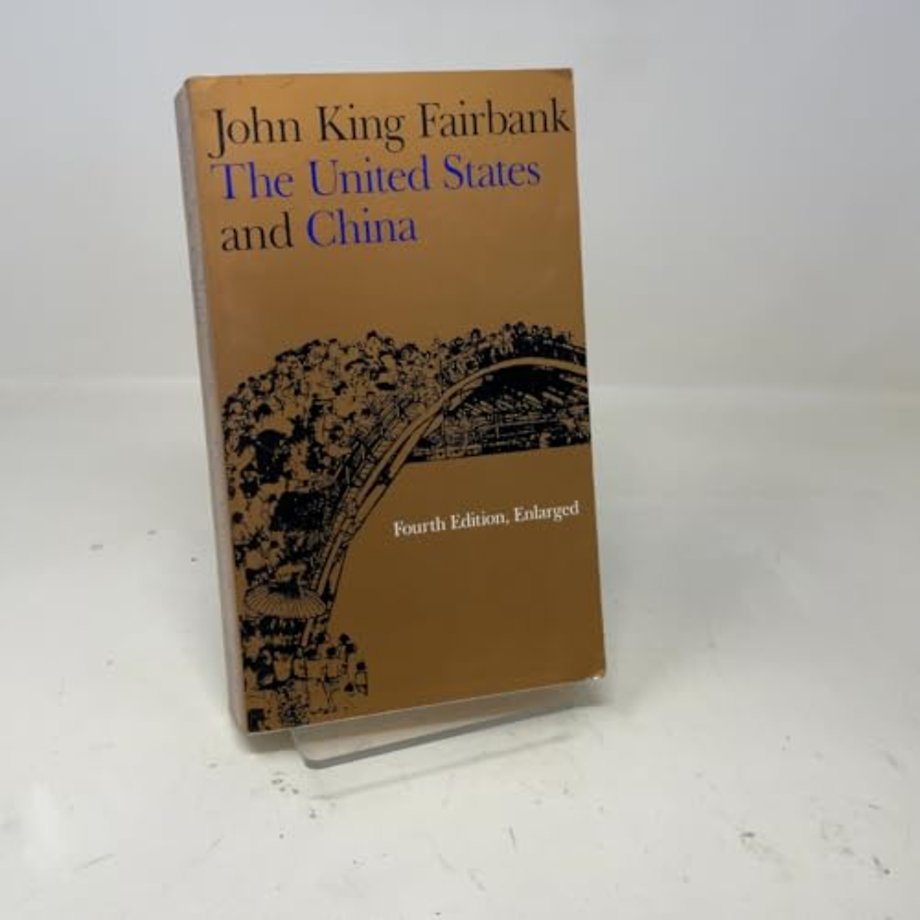 John King Fairbank
The United States
and China
Fourth Edition, Enlarged